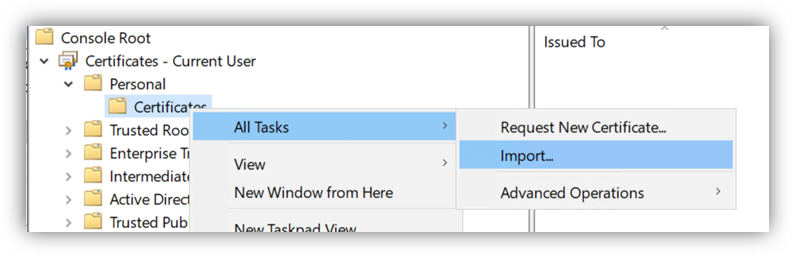 Console Root
Certificates - Current User
Personal
Certificates
Trusted Roo
Enterprise Tr
Intermediate
Active Direct
Trusted Pub
All Tasks
View
New Window from Here
New Taskpad View
Request New Certificate...
Import...
Advanced Operations
Issued To